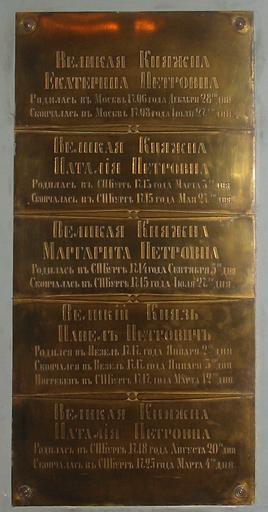 Великая Княжна
Екатерина Петровна
Родилась въ Москвѣ 1706 года Декабря 28го дня
Скончалась въ Москвѣ 1708 года Іюля 27го дня
Великая Княжна
Наталія Петровна
Родилась въ СПбургѣ 1713 года Марта 3го дня
Скончалась въ СПбургѣ 1715 года Мая 27го дня
Великая Княжна
Маргарита Петровна
Родилась въ СПбургѣ 1714 года Сентября 3го дня
Скончалась въ СПбургѣ 1715 года Іюля 27го дня
Великій Князь
Павелъ Петровичъ
Родился въ Везелѣ 1717 года Января 2го дня
Скончался въ Везелѣ 1717 года Января 3го дня
Погребенъ въ СПбургѣ 1717 года Марта дня
Великая Княжна
Наталія Петровна
Родилась въ СПбургѣ 1718 года Августа 20го дня
Скончалась въ СПбургѣ 1725 года Марта 4го дня